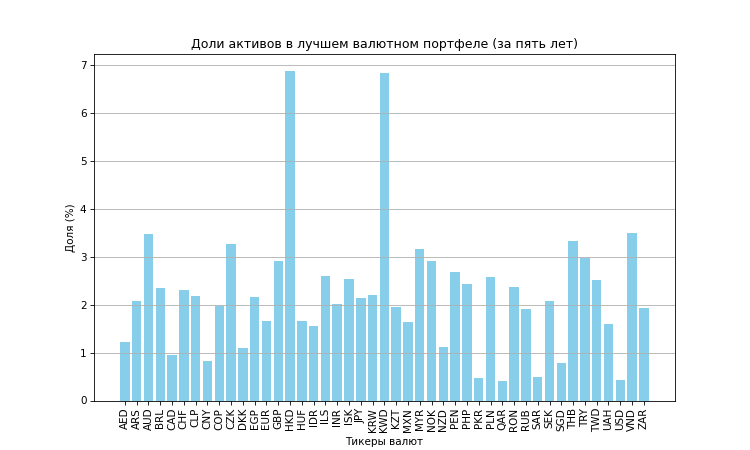 Доли активов в лучшем валютном портфеле (за пять лет)
Доля (%)
7
6
5
4
3
2
1
0
AED ARS AUD BRL CAD CHF CLP CNY COP CZK DKK EGP EUR GBP HKD HUF IDR ILS INR ISK JPY KRW KWD KZT MXN MYR NOK NZD PEN PHP PKR PLN QAR RON RUB SAR SEK SGD THB TRY TWD UAH USD VND ZAR
Тикеры валют